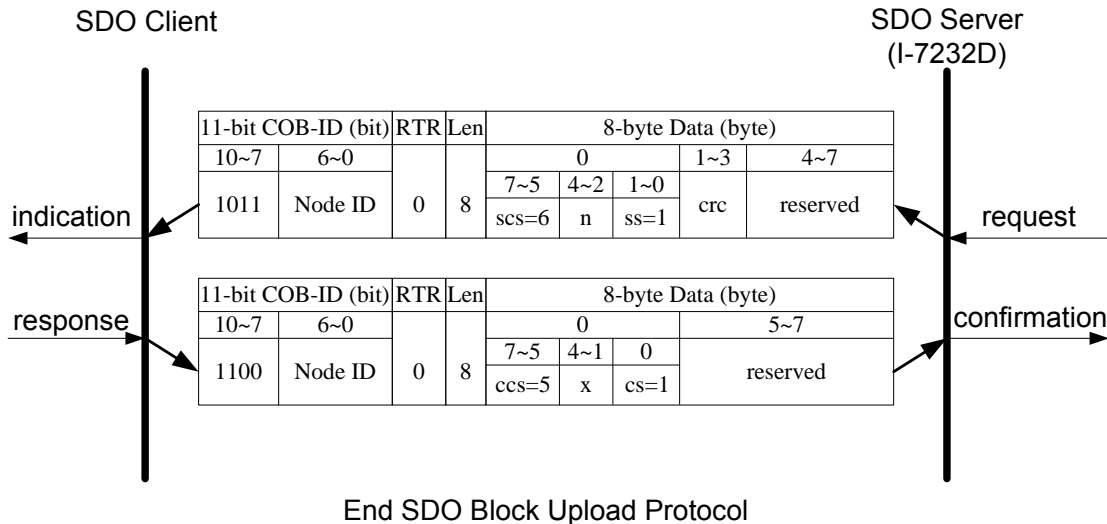 SDO Client
SDO Server
(I-7232D)
11-bit COB-ID (bit) RTR Len 8-byte Data (byte)
10~7 6~0 0 8 0 1~3 4~7
1011 Node ID 7~5 4~2 1~0 crc reserved
scs=6 n ss=1
indication
request
11-bit COB-ID (bit) RTR Len 8-byte Data (byte)
10~7 6~0 0 8 0 5~7
1100 Node ID 7~5 4~1 0 reserved
ccs=5 x cs=1
response
confirmation
End SDO Block Upload Protocol